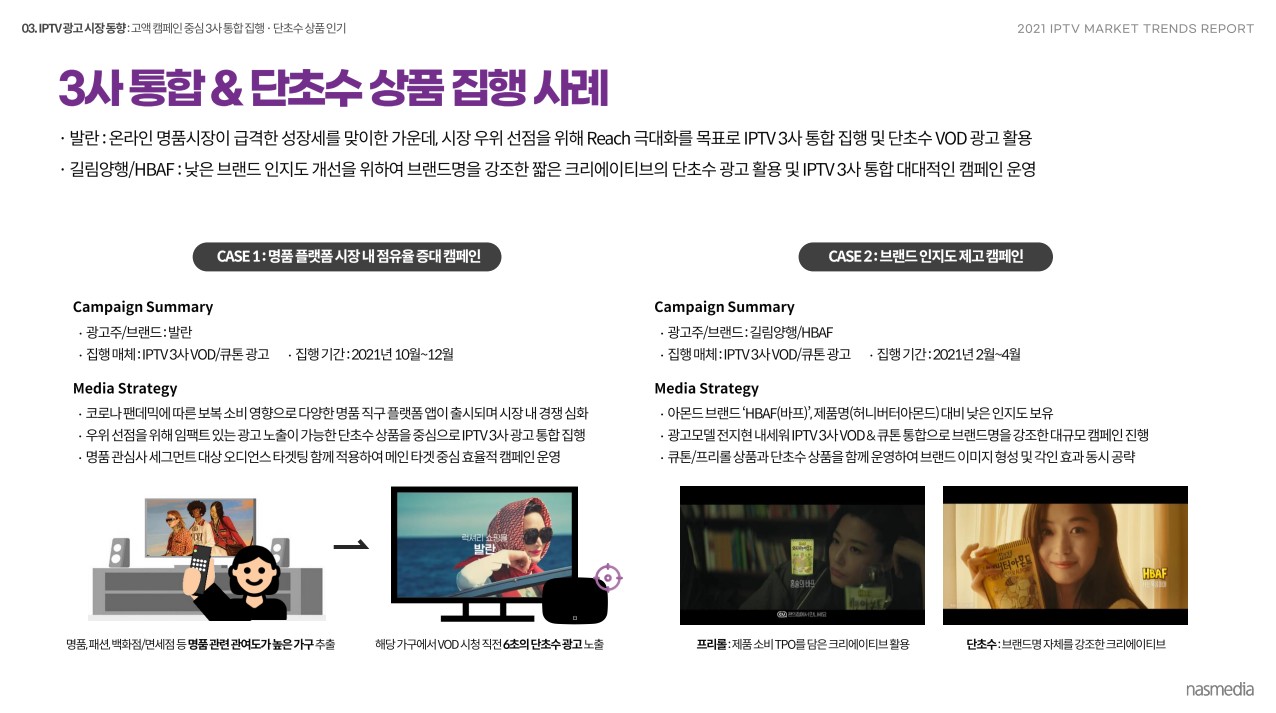 03. IPTV 광고 시장 동향 : 고액 캠페인 중심 3사 통합 집행 · 단초수 상품 인기
2021 IPTV MARKET TRENDS REPORT
3사 통합 & 단초수 상품 집행 사례
· 발란 : 온라인 명품시장이 급격한 성장세를 맞이한 가운데, 시장 우위 선점을 위해 Reach 극대화를 목표로 IPTV 3사 통합 집행 및 단초수 VOD 광고 활용
· 길림양행/HBAF : 낮은 브랜드 인지도 개선을 위하여 브랜드명을 강조한 짧은 크리에이티브의 단초수 광고 활용 및 IPTV 3사 통합 대대적인 캠페인 운영
CASE 1 : 명품 플랫폼 시장 내 점유율 증대 캠페인
Campaign Summary
· 광고주/브랜드 : 발란
· 집행 매체 : IPTV 3사 VOD/큐톤 광고 · 집행 기간 : 2021년 10월~12월
Media Strategy
· 코로나 팬데믹에 따른 보복 소비 영향으로 다양한 명품 직구 플랫폼 앱이 출시되며 시장 내 경쟁 심화
· 우위 선점을 위해 임팩트 있는 광고 노출이 가능한 단초수 상품을 중심으로 IPTV 3사 광고 통합 집행
· 명품 관심사 세그먼트 대상 오디언스 타겟팅 함께 적용하여 메인 타겟 중심 효율적 캠페인 운영
럭셔리 쇼핑몰
발란
명품, 패션, 백화점/면세점 등 명품 관련 관여도가 높은 가구 추출
해당 가구에서 VOD 시청 직전 6초의 단초수 광고 노출
CASE 2 : 브랜드 인지도 제고 캠페인
Campaign Summary
· 광고주/브랜드 : 길림양행/HBAF
· 집행 매체 : IPTV 3사 VOD/큐톤 광고 · 집행 기간 : 2021년 2월~4월
Media Strategy
· 아몬드 브랜드 ‘HBAF(바프)’, 제품명(허니버터아몬드) 대비 낮은 인지도 보유
· 광고모델 전지현 내세워 IPTV 3사 VOD & 큐톤 통합으로 브랜드명을 강조한 대규모 캠페인 진행
· 큐톤/프리롤 상품과 단초수 상품을 함께 운영하여 브랜드 이미지 형성 및 각인 효과 동시 공략
HBAF
프리롤 : 제품 소비 TPO를 담은 크리에이티브 활용
단초수 : 브랜드명 자체를 강조한 크리에이티브
nasmedia